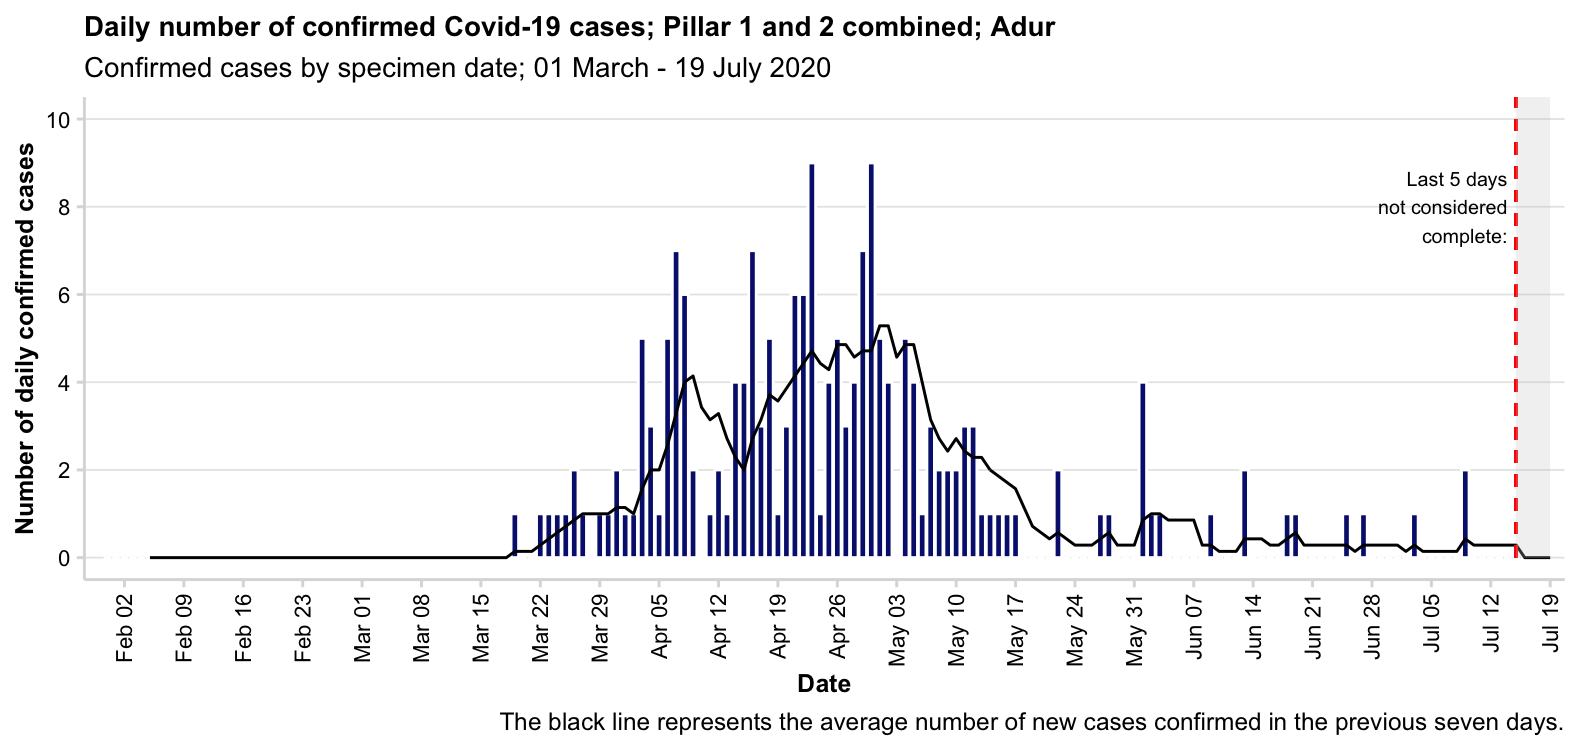 Daily number of confirmed Covid-19 cases; Pillar 1 and 2 combined; Adur
Confirmed cases by specimen date; 01 March - 19 July 2020
Number of daily confirmed cases
10
8
6
4
2
0
Last 5 days
not considered
complete:
Feb 02
Feb 09
Feb 16
Feb 23
Mar 01
Mar 08
Mar 15
Mar 22
Mar 29
Apr 05
Apr 12
Apr 19
Apr 26
May 03
May 10
May 17
May 24
May 31
Jun 07
Jun 14
Jun 21
Jun 28
Jul 05
Jul 12
Jul 19
Date
The black line represents the average number of new cases confirmed in the previous seven days.